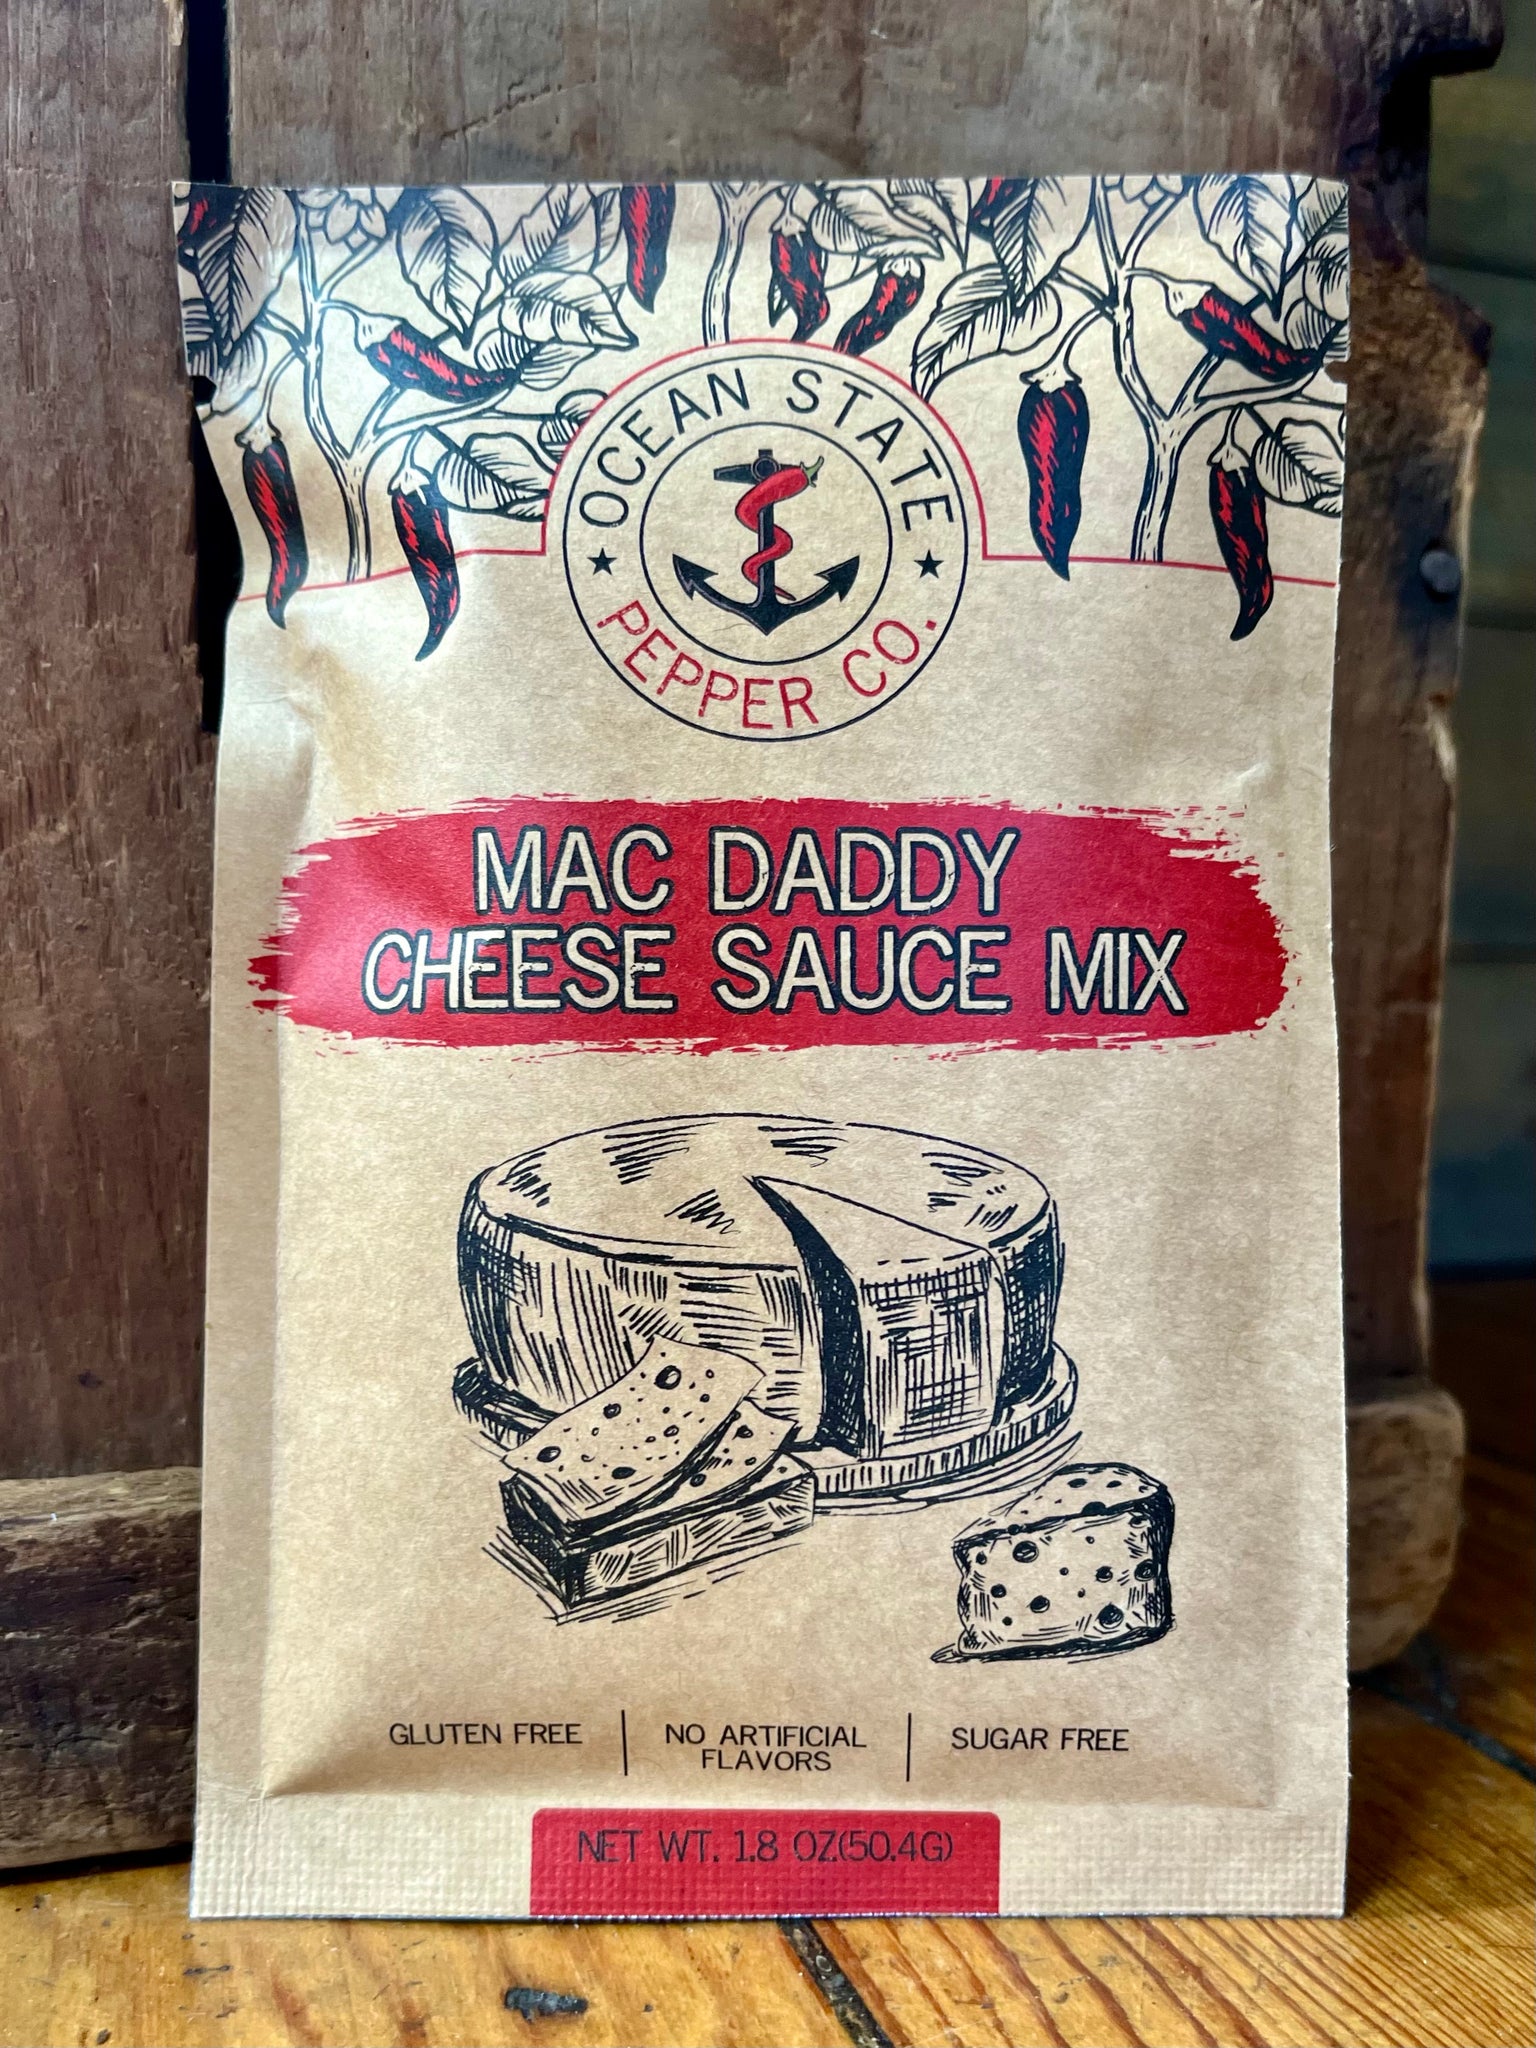 OCEAN STATE
PEPPER CO.
MAC DADDY
CHEESE SAUCE MIX
GLUTEN FREE
NO ARTIFICIAL
FLAVORS
SUGAR FREE
NET WT. 1.8 OZ(50.4G)